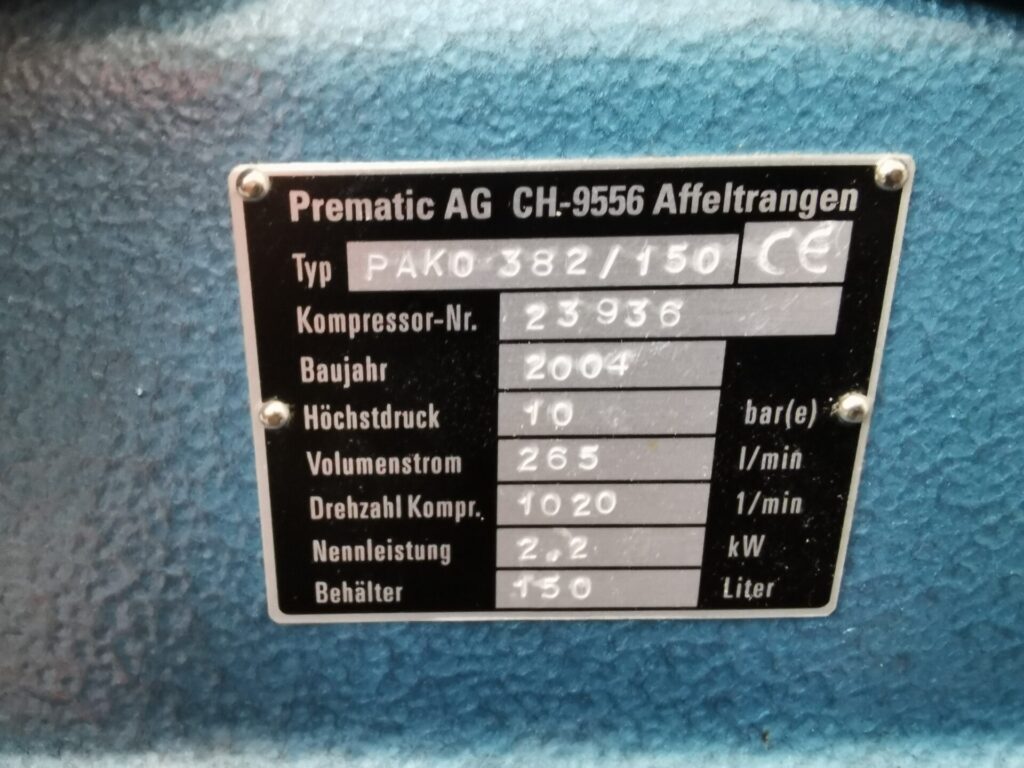 Prematic AG CH-9556 Affeltrangen
Typ PAKO 382/150 CE
Kompressor-Nr. 23936
Baujahr 2004
Höchstdruck 10 bar(e)
Volumenstrom 265 l/min
Drehzahl Kompr. 1020 1/min
Nennleistung 2.2 kW
Behälter 150 Liter